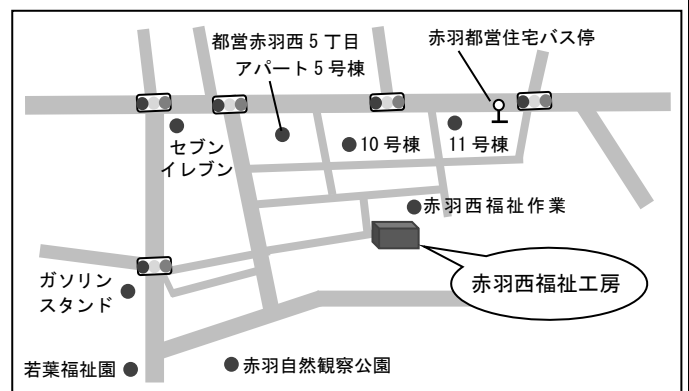 都営赤羽西5丁目
アパート5号棟
赤羽都営住宅バス停
セブン
イレブン
10号棟
11号棟
赤羽西福祉作業
赤羽西福祉工房
ガソリン
スタンド
若葉福祉園
赤羽自然観察公園